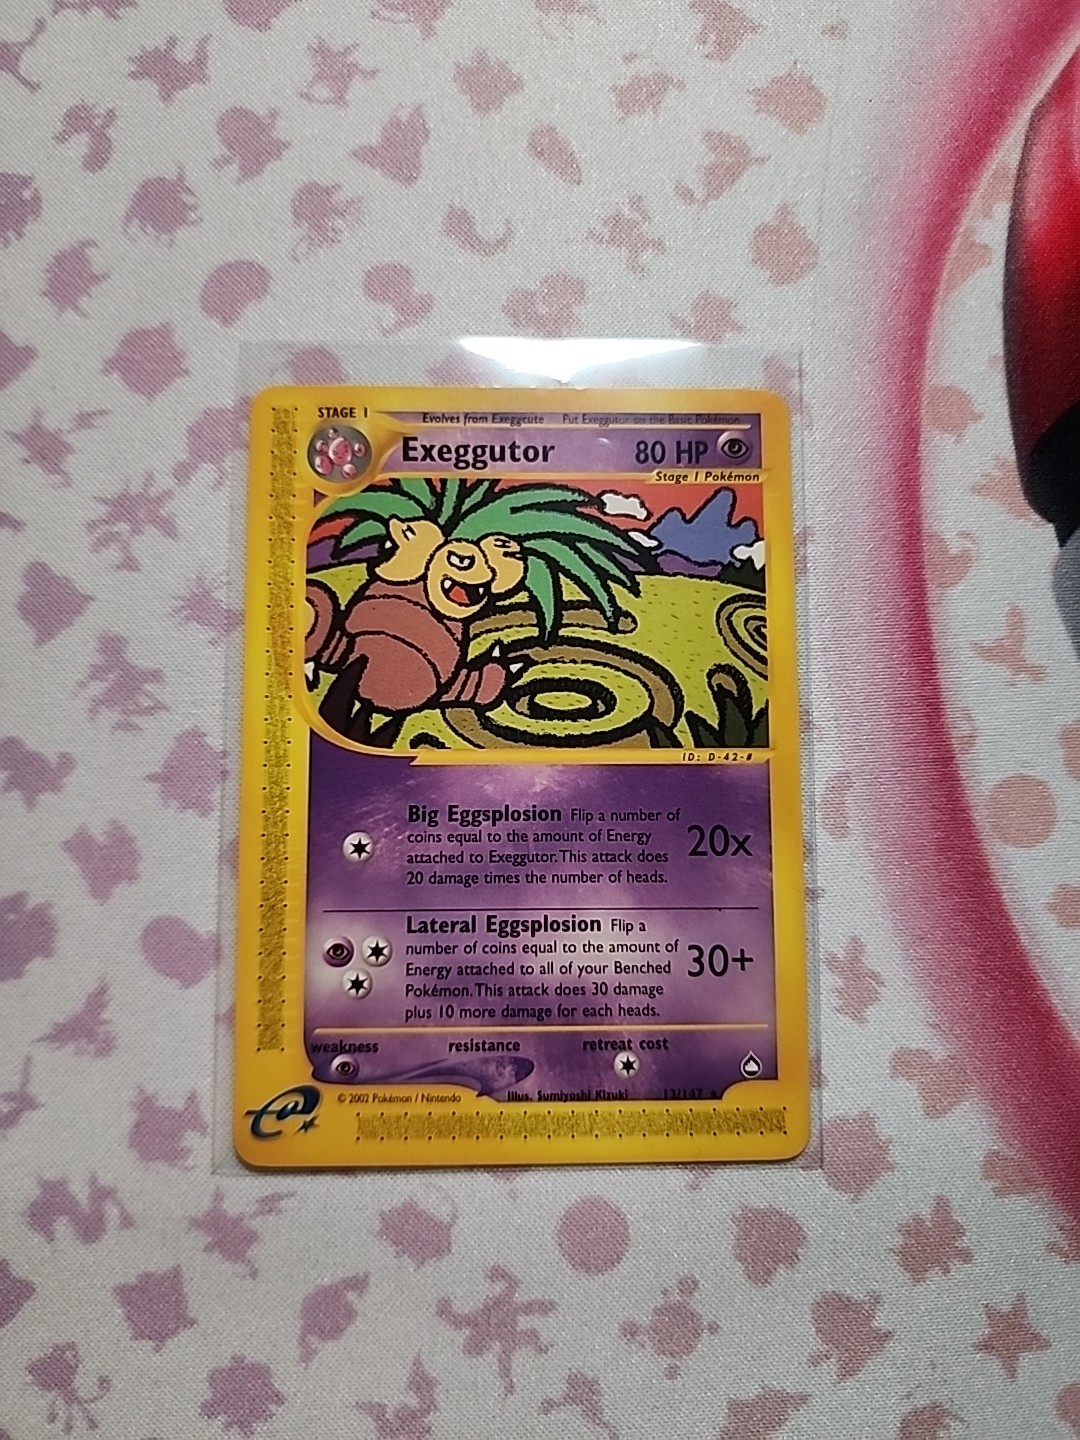 STAGE 1
Evolves from Exeggcute Put Exeggutor on the Basic Pokémon
Exeggutor 80 HP
Stage 1 Pokémon
ID: D-42-#
Big Eggsplosion Flip a number of
coins equal to the amount of Energy
attached to Exeggutor. This attack does
20 damage times the number of heads.
20x
Lateral Eggsplosion Flip a
number of coins equal to the amount of
Energy attached to all of your Benched
Pokémon. This attack does 30 damage
plus 10 more damage for each heads.
30+
weakness resistance retreat cost
© 2002 Pokémon / Nintendo Illus. Sumiyoshi Kizuki 13/147 ★
e